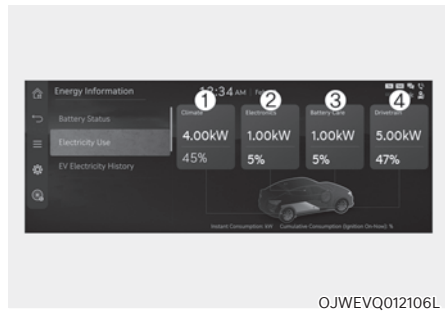 Energy Information
:34 AM
Battery Status
Electricity Use
EV Electricity History
1
2
3
4
Climate
Electronics
Battery Care
Drivetrain
4.00kW
1.00kW
1.00kW
5.00kW
45%
5%
5%
47%
Instant Consumption: kW Cumulative Consumption (Ignition On-Now): %
OJWEVQ012106L